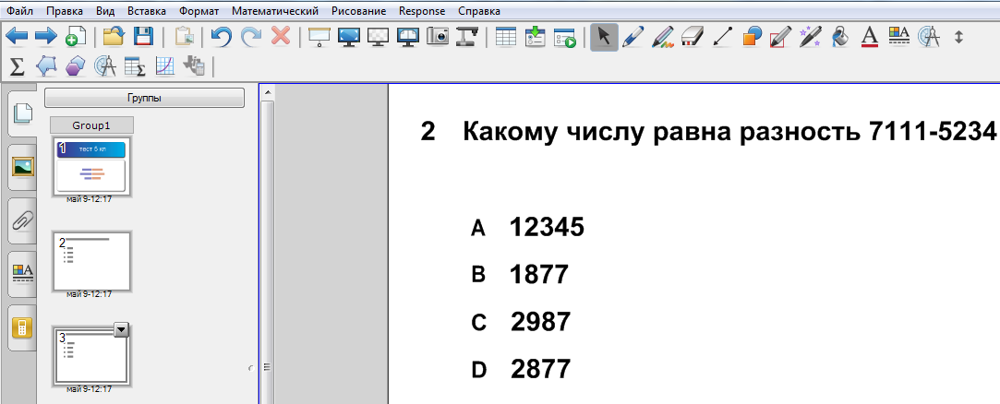 Файл Правка Вид Вставка Формат Математический Рисование Response Справка
Группы
Group1
1
тест 5 кл
май 9-12:17
2
май 9-12:17
3
май 9-12:17
2 Какому числу равна разность 7111-5234
A 12345
B 1877
C 2987
D 2877